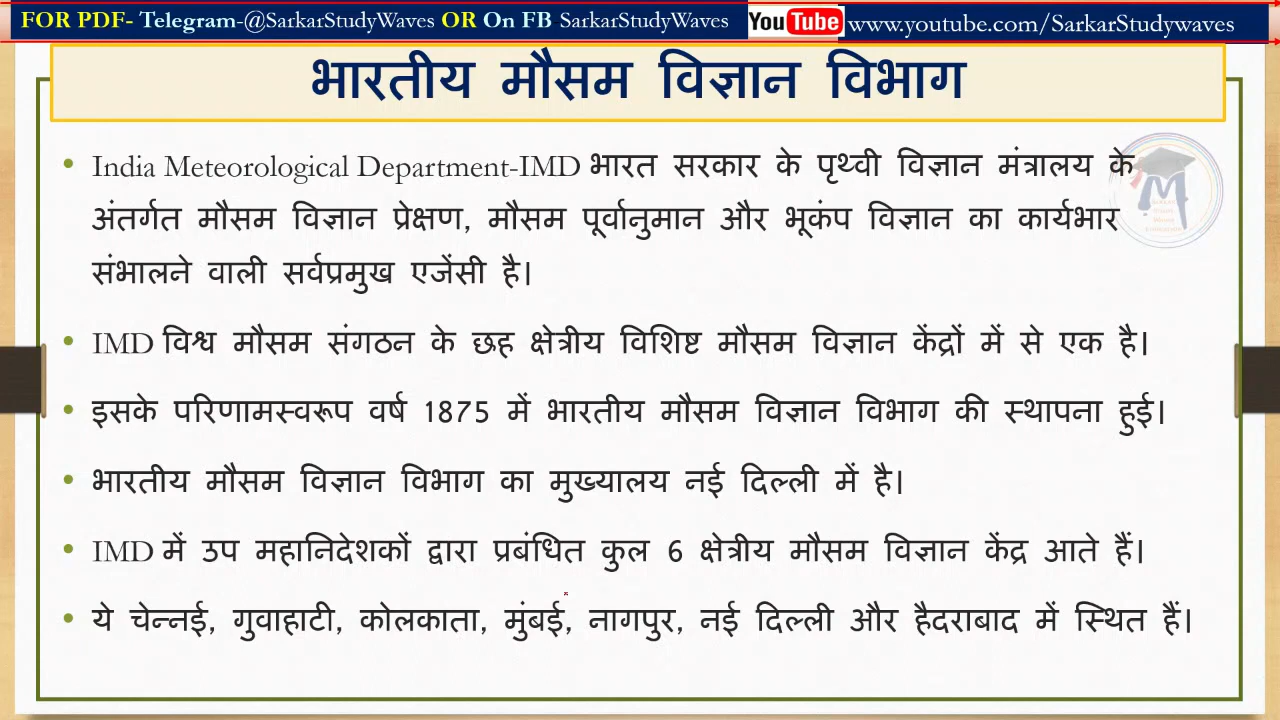 FOR PDF- Telegram-@SarkarStudyWaves OR On FB-SarkarStudyWaves
YouTube
www.youtube.com/SarkarStudywaves
भारतीय मौसम विज्ञान विभाग
• India Meteorological Department-IMD भारत सरकार के पृथ्वी विज्ञान मंत्रालय के
अंतर्गत मौसम विज्ञान प्रेक्षण, मौसम पूर्वानुमान और भूकंप विज्ञान का कार्यभार
संभालने वाली सर्वप्रमुख एजेंसी है।
• IMD विश्व मौसम संगठन के छह क्षेत्रीय विशिष्ट मौसम विज्ञान केंद्रों में से एक है।
• इसके परिणामस्वरूप वर्ष 1875 में भारतीय मौसम विज्ञान विभाग की स्थापना हुई।
• भारतीय मौसम विज्ञान विभाग का मुख्यालय नई दिल्ली में है।
• IMD में उप महानिदेशकों द्वारा प्रबंधित कुल 6 क्षेत्रीय मौसम विज्ञान केंद्र आते हैं।
• ये चेन्नई, गुवाहाटी, कोलकाता, मुंबई, नागपुर, नई दिल्ली और हैदराबाद में स्थित हैं।